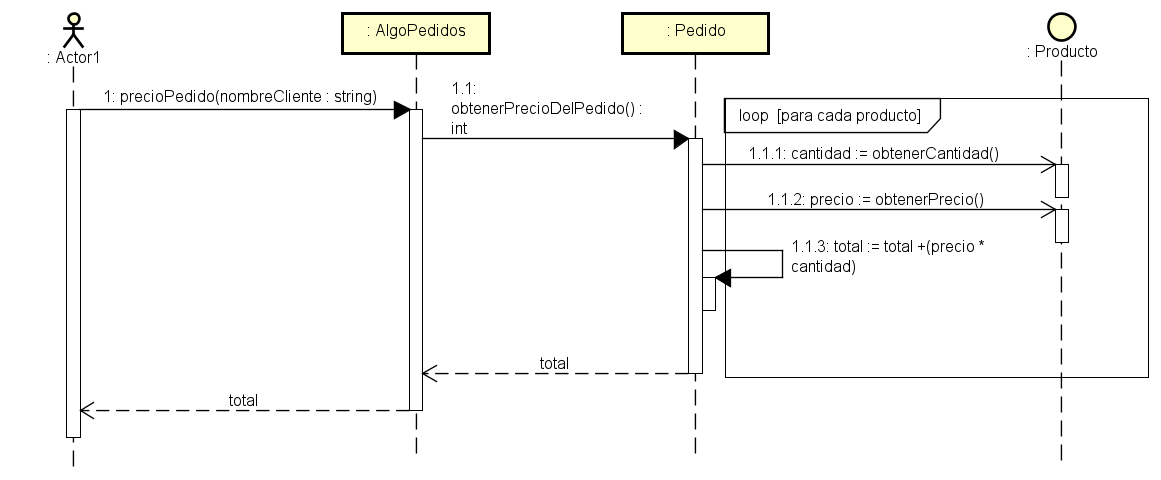 : Actor1
: AlgoPedidos
: Pedido
: Producto
1: precioPedido(nombreCliente : string)
1.1:
obtenerPrecioDelPedido() :
int
loop [para cada producto]
1.1.1: cantidad := obtenerCantidad()
1.1.2: precio := obtenerPrecio()
1.1.3: total := total +(precio *
cantidad)
total
total